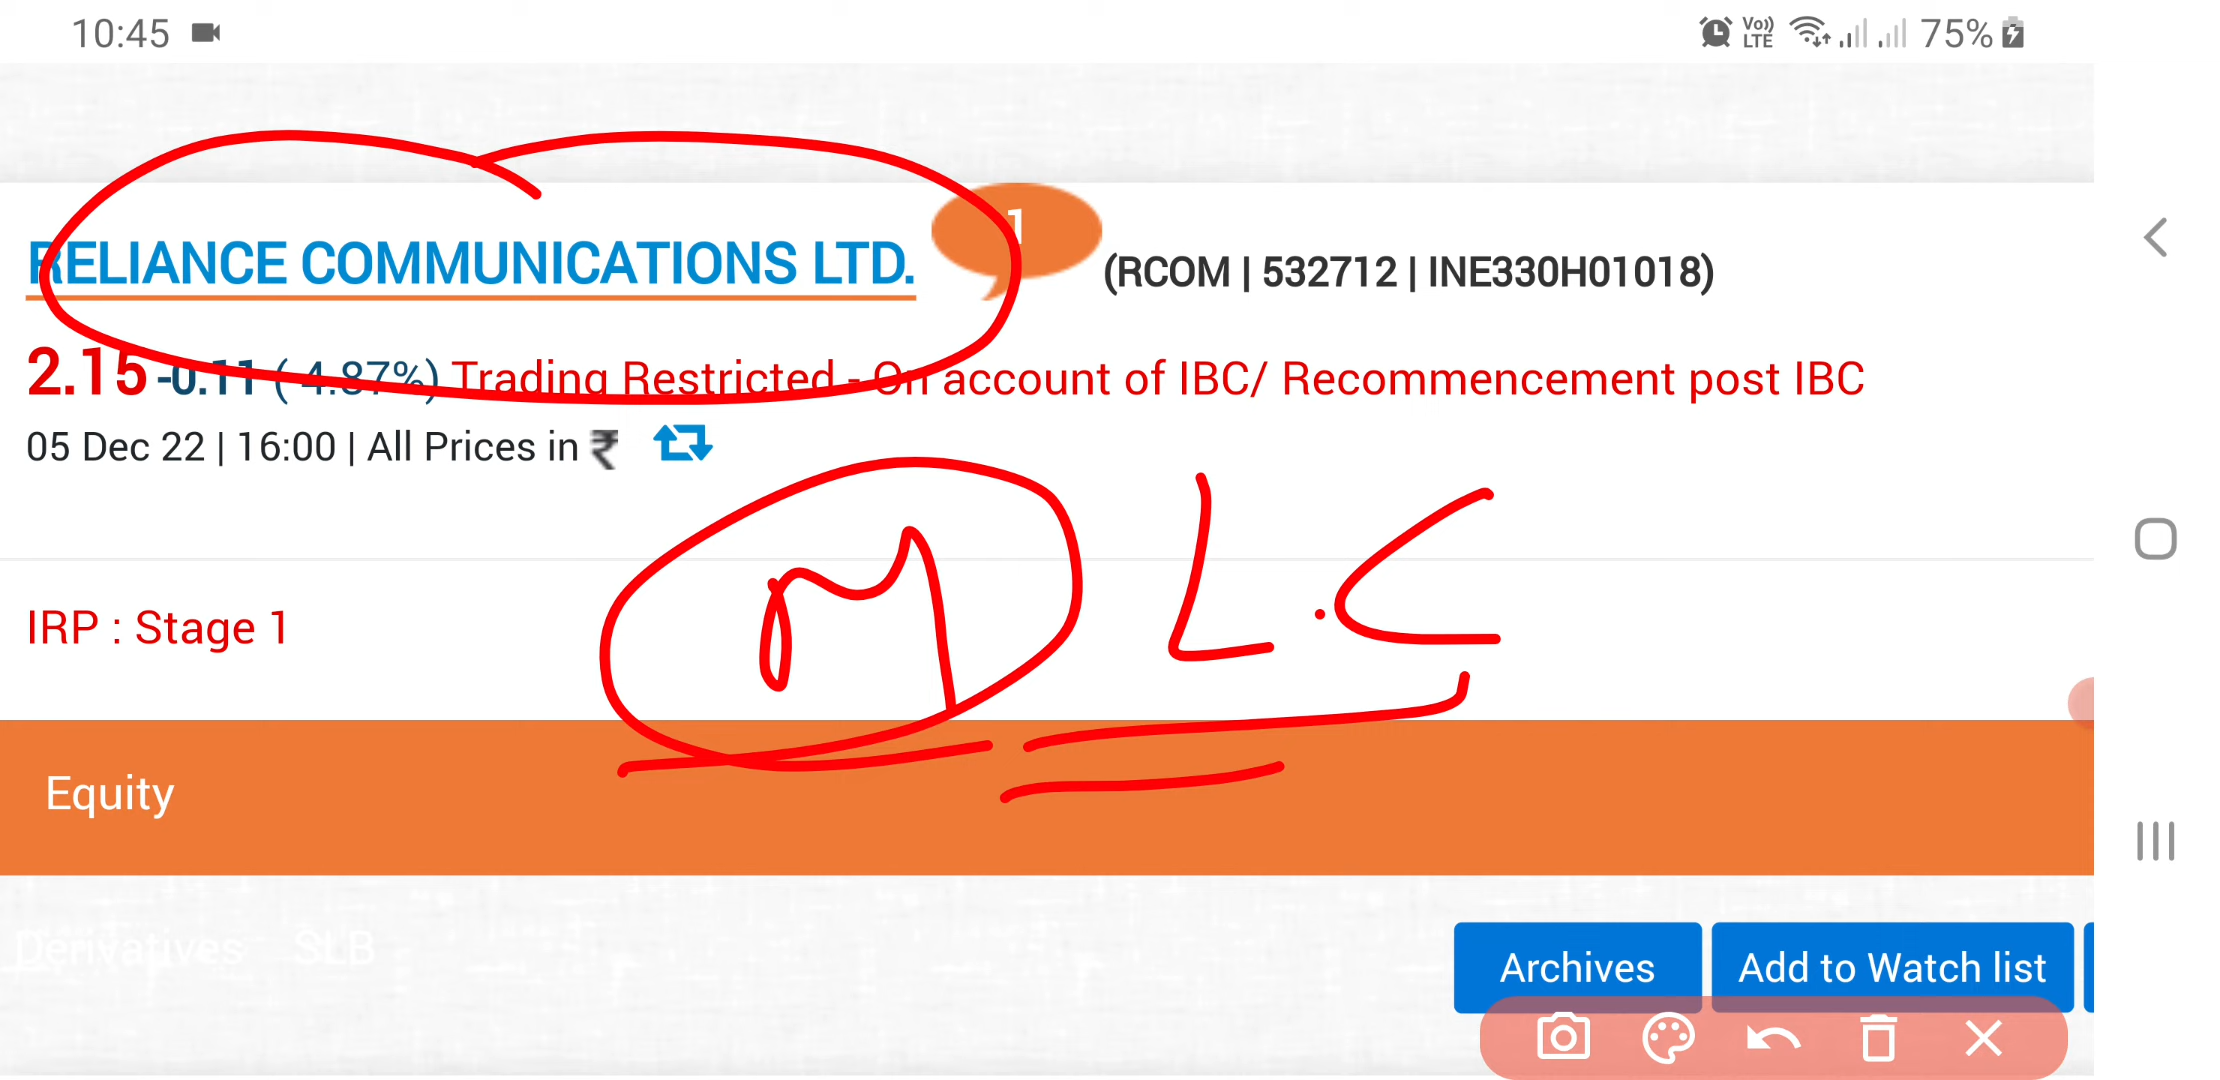 10:45 Vo)) LTE 75%
RELIANCE COMMUNICATIONS LTD. 1 (RCOM | 532712 | INE330H01018)
2.15 -0.11 ( -4.87%) Trading Restricted - On account of IBC/ Recommencement post IBC
05 Dec 22 | 16:00 | All Prices in ₹
M L.C
IRP : Stage 1
Equity
Derivatives SLB
Archives Add to Watch list